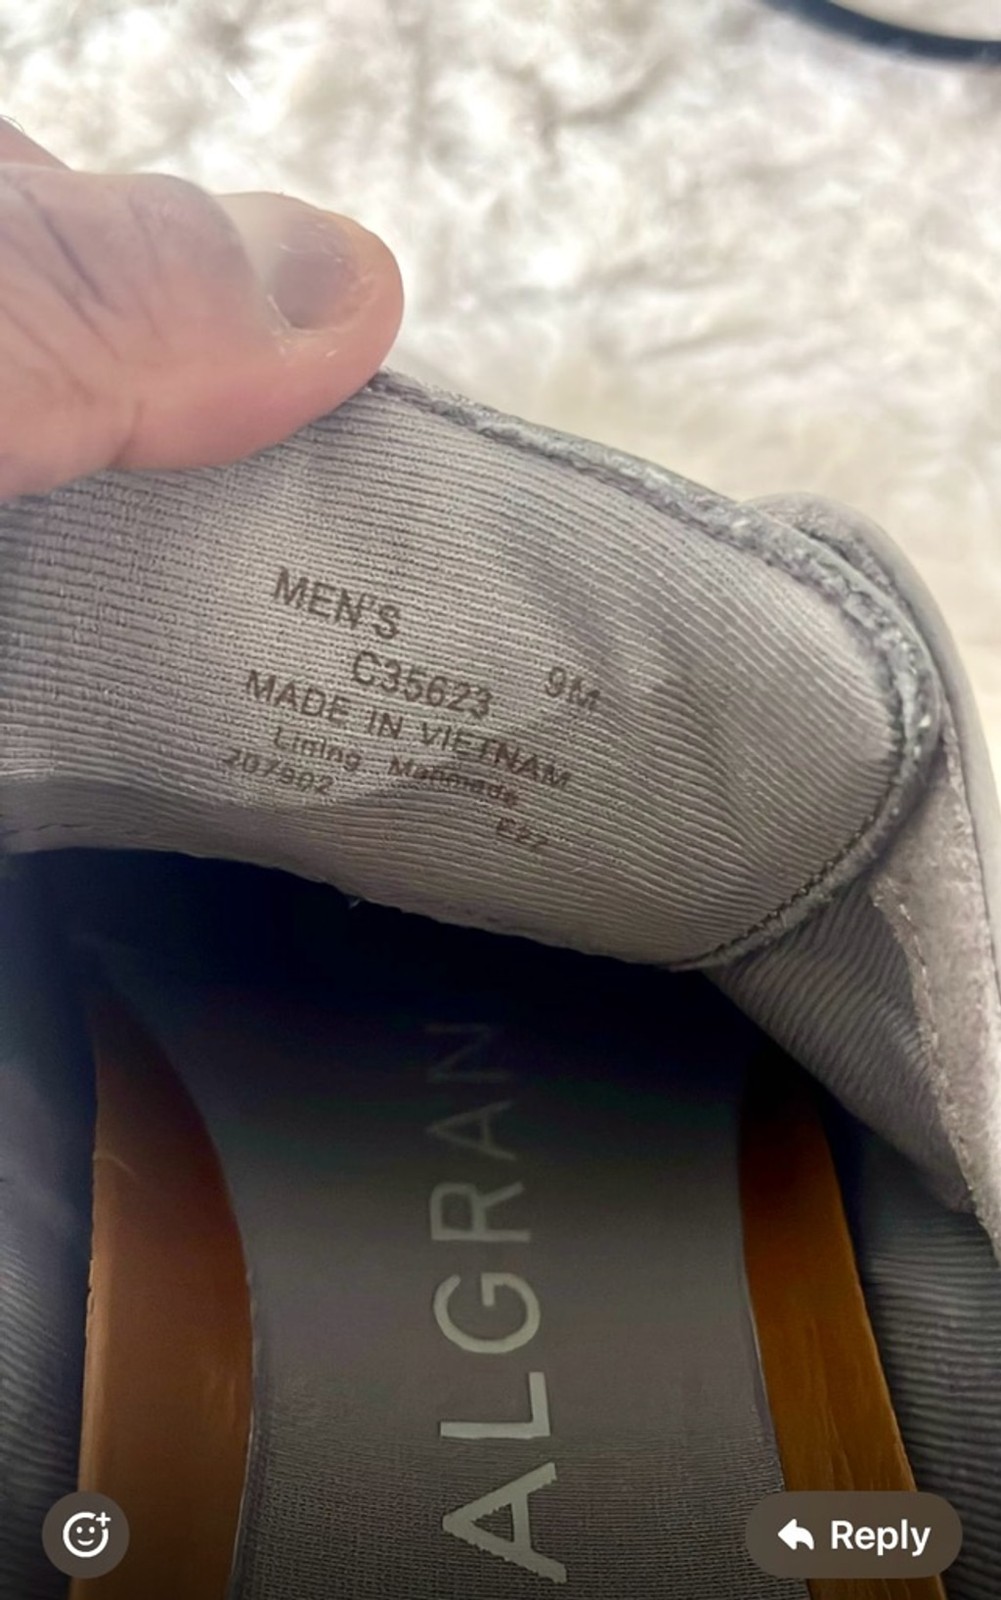 MEN'S
C35623 9M
MADE IN VIETNAM
Lining Manmade
207902
ALGRAN
Reply